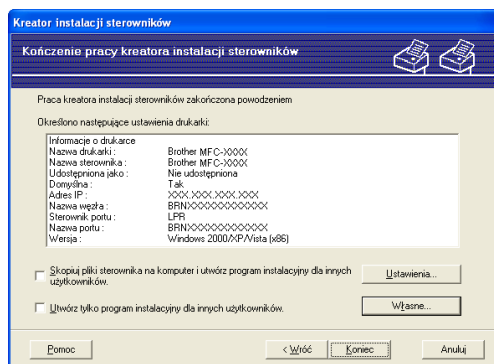 Kreator instalacji sterowników
Kończenie pracy kreatora instalacji sterowników
Praca kreatora instalacji sterowników zakończona powodzeniem
Określono następujące ustawienia drukarki:
Informacje o drukarce
Nazwa drukarki : Brother MFC-XXXX
Nazwa sterownika : Brother MFC-XXXX
Udostępniona jako : Nie udostępniona
Domyślna : Tak
Adres IP : XXX.XXX.XXX.XXX
Nazwa węzła : BRNXXXXXXXXXXXX
Sterownik portu : LPR
Nazwa portu : BRNXXXXXXXXXXXX
Wersja : Windows 2000/XP/Vista (x86)
Skopiuj pliki sterownika na komputer i utwórz program instalacyjny dla innych
użytkowników.
Ustawienia...
Utwórz tylko program instalacyjny dla innych użytkowników.
Własne...
Pomoc
< Wróć
Koniec
Anuluj